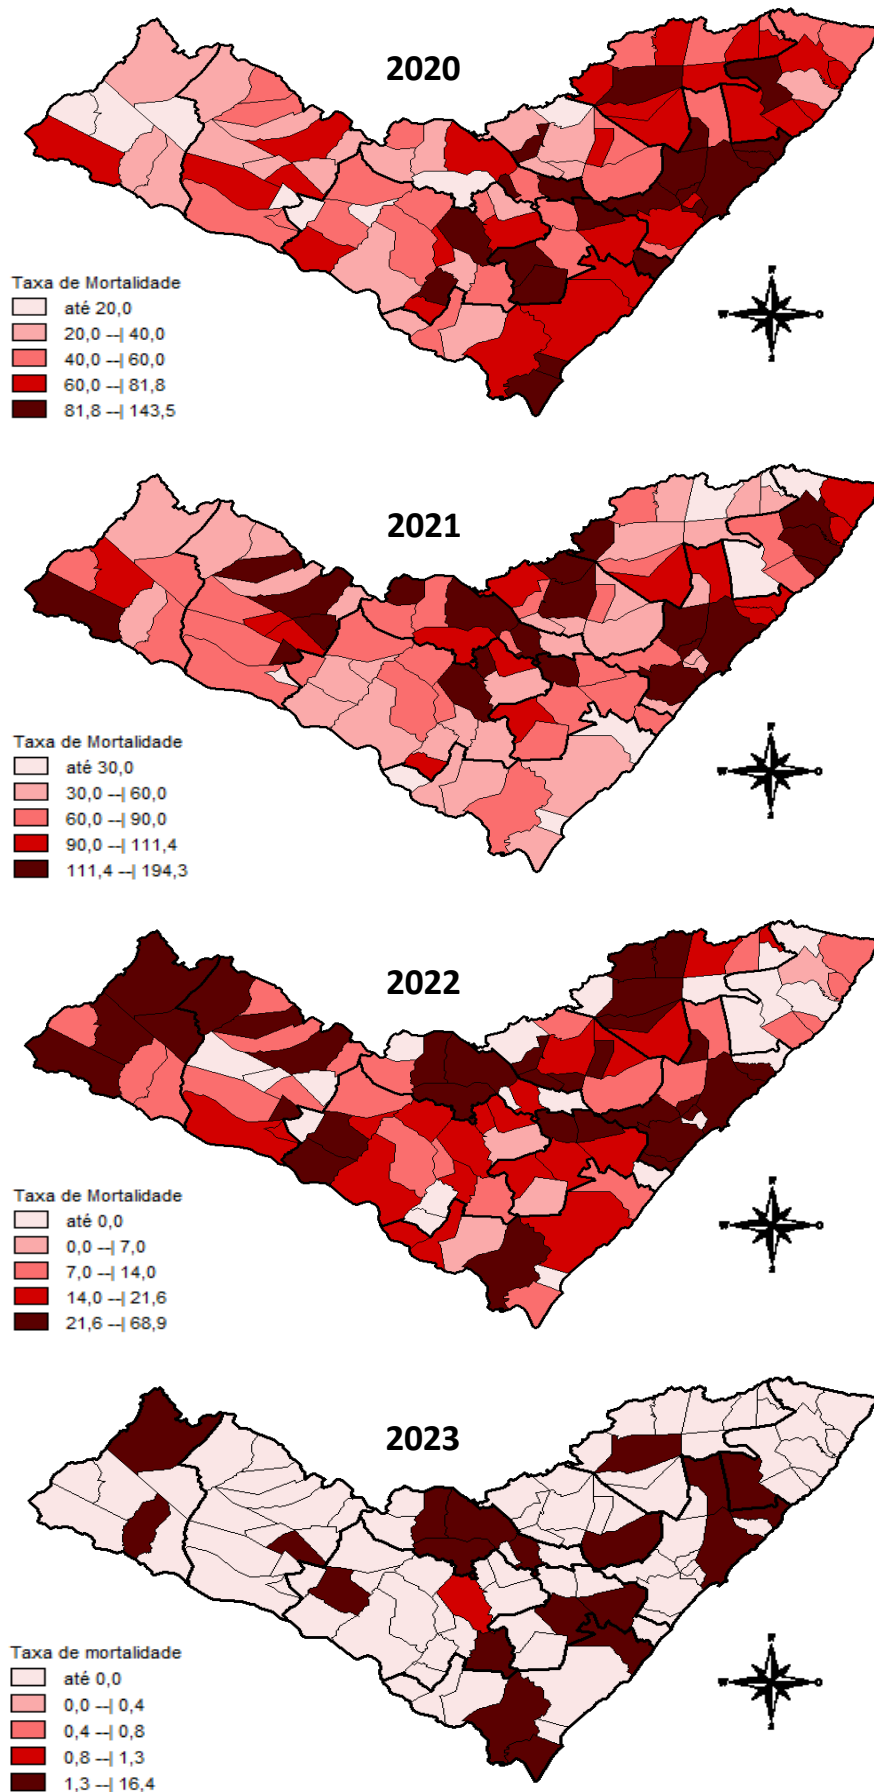 2020
Taxa de Mortalidade
até 20,0
20,0 --| 40,0
40,0 --| 60,0
60,0 --| 81,8
81,8 --| 143,5
2021
Taxa de Mortalidade
até 30,0
30,0 --| 60,0
60,0 --| 90,0
90,0 --| 111,4
111,4 --| 194,3
2022
Taxa de Mortalidade
até 0,0
0,0 --| 7,0
7,0 --| 14,0
14,0 --| 21,6
21,6 --| 68,9
2023
Taxa de mortalidade
até 0,0
0,0 --| 0,4
0,4 --| 0,8
0,8 --| 1,3
1,3 --| 16,4